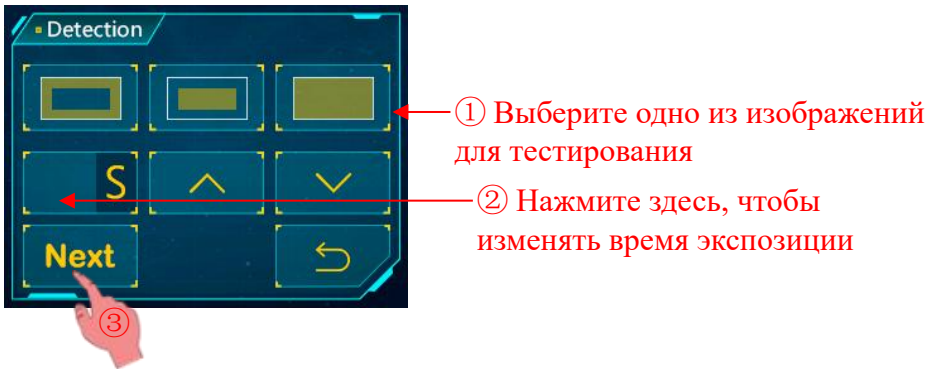 Detection
① Выберите одно из изображений
для тестирования
S
② Нажмите здесь, чтобы
изменять время экспозиции
Next
③